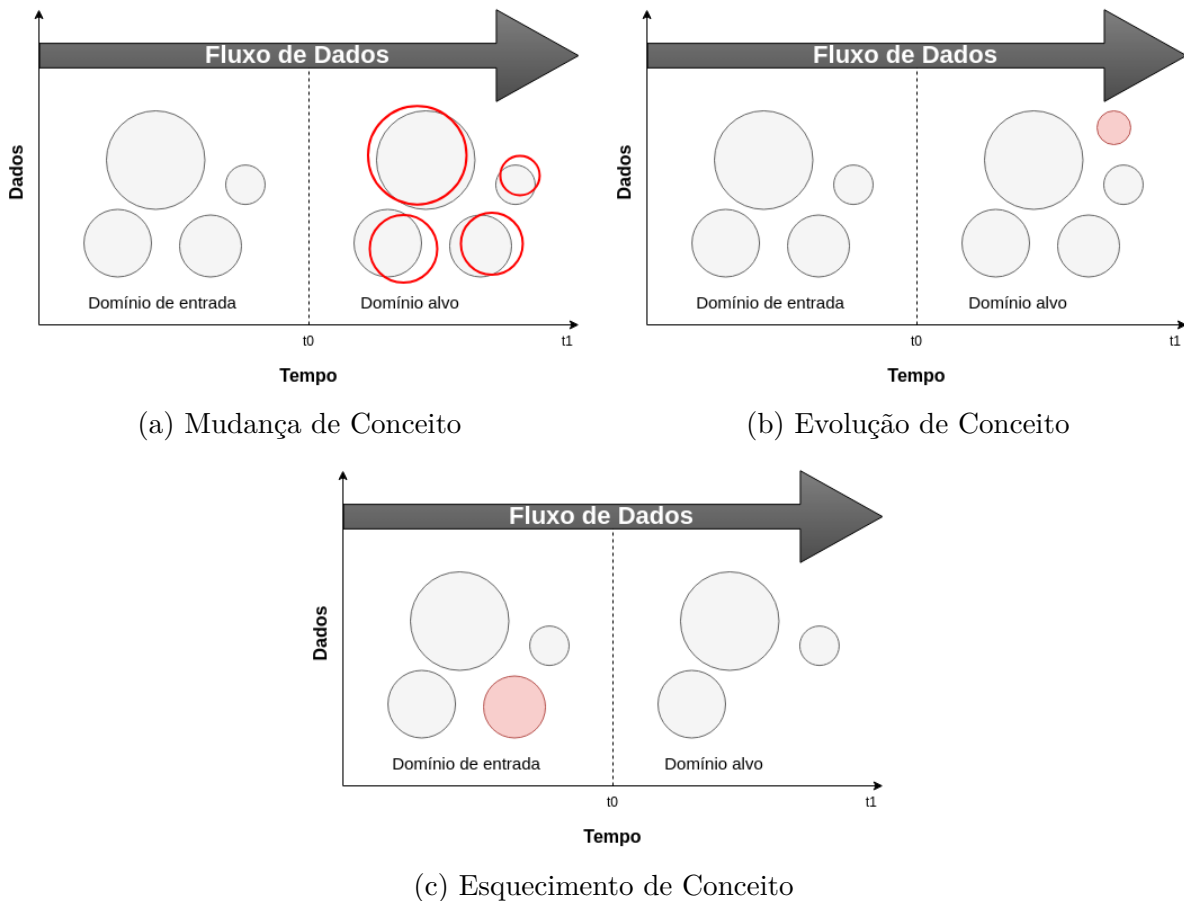 Fluxo de Dados
Dados
Domínio de entrada
Domínio alvo
t0
t1
Tempo
(a) Mudança de Conceito
Fluxo de Dados
Dados
Domínio de entrada
Domínio alvo
t0
t1
Tempo
(b) Evolução de Conceito
Fluxo de Dados
Dados
Domínio de entrada
Domínio alvo
t0
t1
Tempo
(c) Esquecimento de Conceito